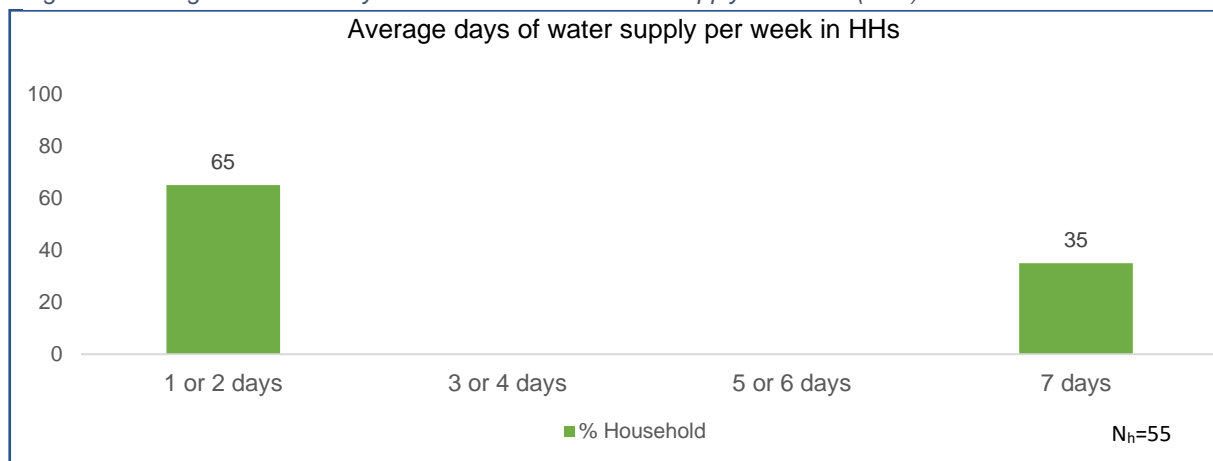 Average days of water supply per week in HHs
100
80
60
40
20
0
65
35
1 or 2 days 3 or 4 days 5 or 6 days 7 days
% Household
Nₕ=55